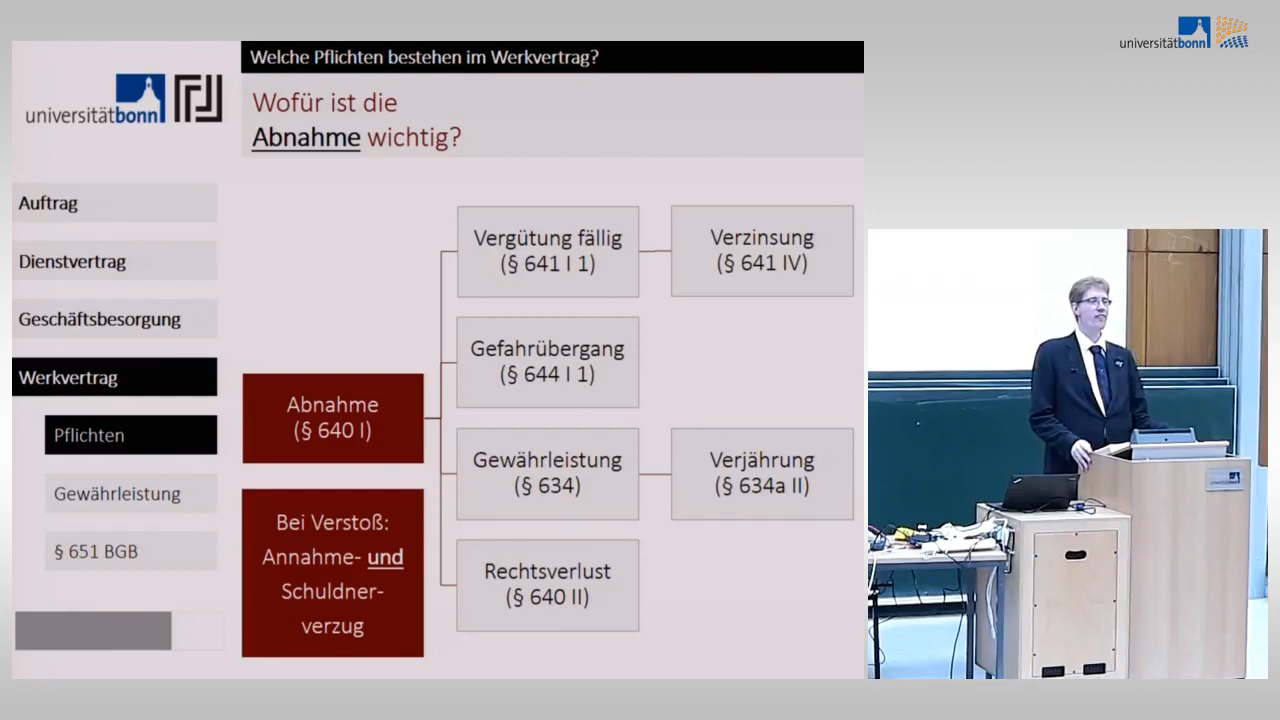 universitätbonn
Welche Pflichten bestehen im Werkvertrag?
universitätbonn
Wofür ist die
Abnahme wichtig?
Auftrag
Dienstvertrag
Geschäftsbesorgung
Werkvertrag
Pflichten
Gewährleistung
§ 651 BGB
Abnahme
(§ 640 I)
Bei Verstoß:
Annahme- und
Schuldner-
verzug
Vergütung fällig
(§ 641 I 1)
Verzinsung
(§ 641 IV)
Gefahrübergang
(§ 644 I 1)
Gewährleistung
(§ 634)
Verjährung
(§ 634a II)
Rechtsverlust
(§ 640 II)